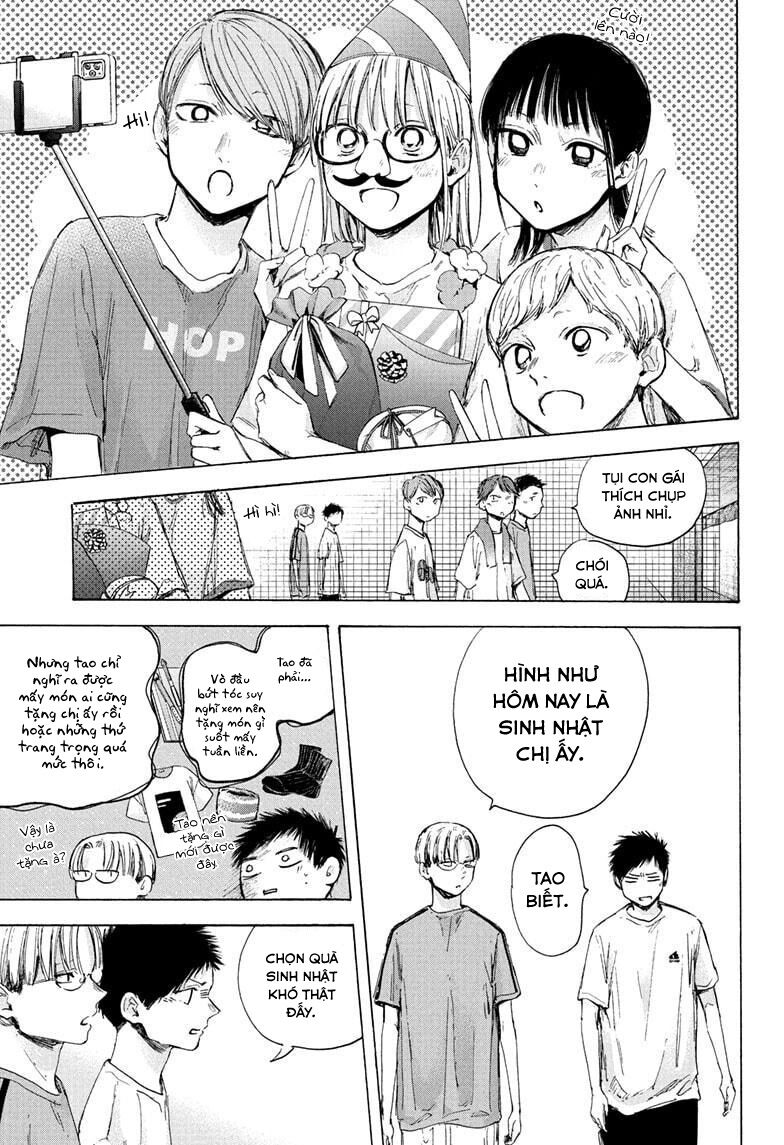 Cười
lên nào!
Hi!
HOP
TỤI CON GÁI
THÍCH CHỤP
ẢNH NHỈ.
CHÓI
QUÁ.
Hì hì!
HÌNH NHƯ
HÔM NAY LÀ
SINH NHẬT
CHỊ ẤY.
TAO
BIẾT.
Tao đã
phải...
Vò đầu
bứt tóc suy
nghĩ xem nên
tặng món gì
suốt mấy
tuần liền.
Nhưng tao chỉ
nghĩ ra được
mấy món ai cũng
tặng chị ấy rồi
hoặc những thứ
trang trọng quá
mức thôi.
Tao nên
tặng gì
mới được
đây.
Vậy là
chưa
tặng à?
CHỌN QUÀ
SINH NHẬT
KHÓ THẬT
ĐẤY.